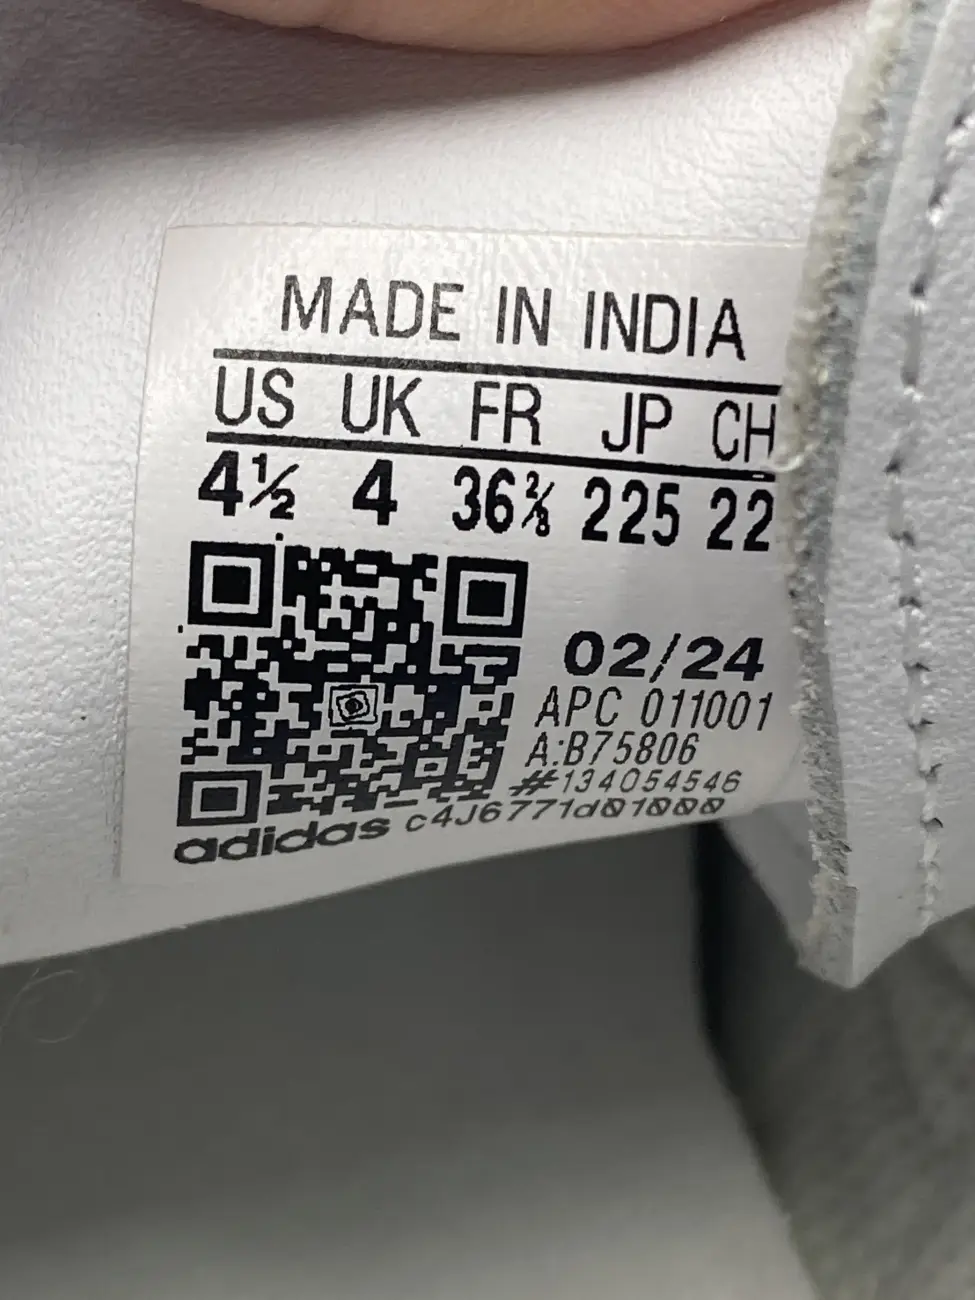 MADE IN INDIA
US UK FR JP CH
4½ 4 36⅔ 225 22
02/24
APC 011001
A:B75806
#134054546
adidas c4J6771d01000